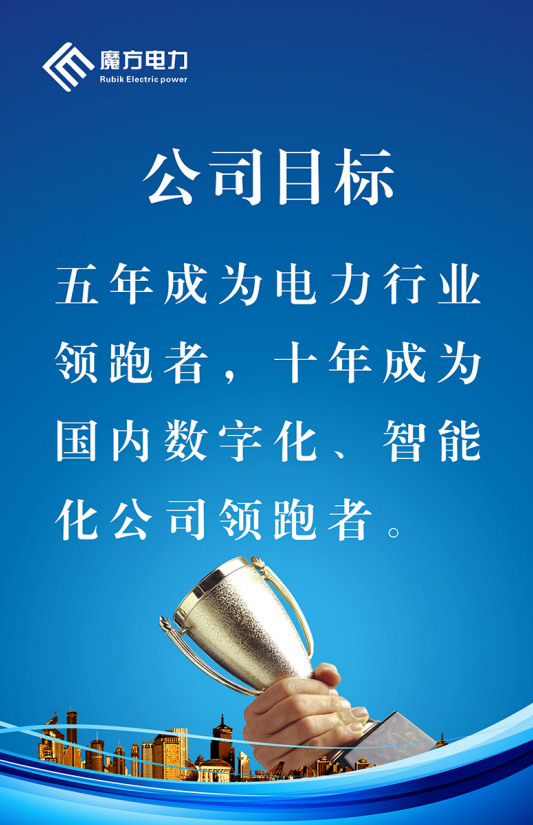 魔方电力
Rubik Electric power
公司目标
五年成为电力行业
领跑者，十年成为
国内数字化、智能
化公司领跑者。